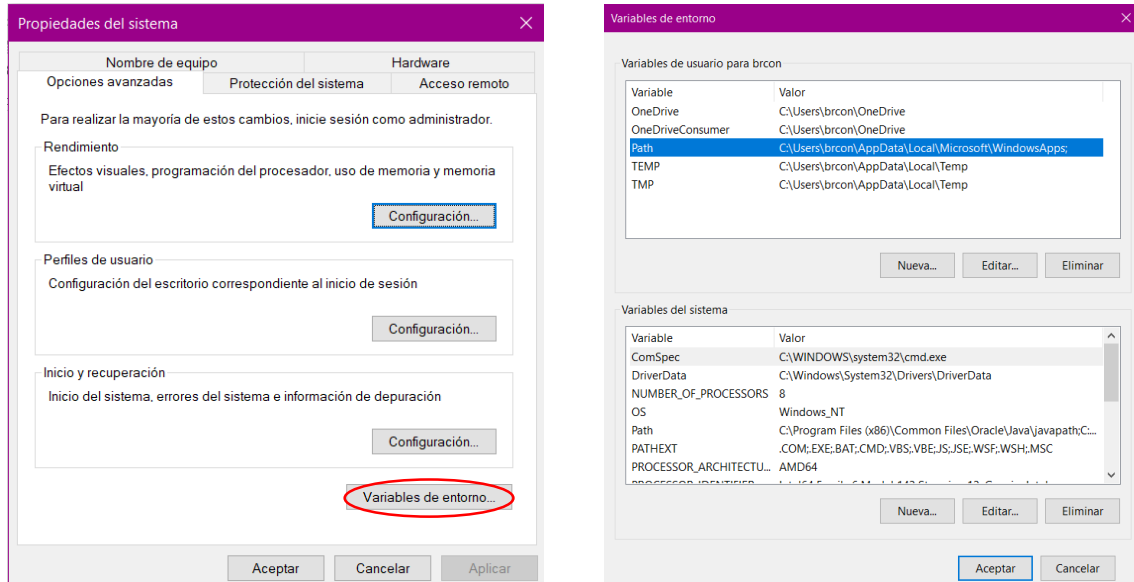 Propiedades del sistema
Nombre de equipo Hardware
Opciones avanzadas Protección del sistema Acceso remoto
Para realizar la mayoría de estos cambios, inicie sesión como administrador.
Rendimiento
Efectos visuales, programación del procesador, uso de memoria y memoria
virtual
Configuración...
Perfiles de usuario
Configuración del escritorio correspondiente al inicio de sesión
Configuración...
Inicio y recuperación
Inicio del sistema, errores del sistema e información de depuración
Configuración...
Variables de entorno...
Aceptar Cancelar Aplicar
Variables de entorno
Variables de usuario para brcon
Variable Valor
OneDrive C:\Users\brcon\OneDrive
OneDriveConsumer C:\Users\brcon\OneDrive
Path C:\Users\brcon\AppData\Local\Microsoft\WindowsApps;
TEMP C:\Users\brcon\AppData\Local\Temp
TMP C:\Users\brcon\AppData\Local\Temp
Nueva... Editar... Eliminar
Variables del sistema
Variable Valor
ComSpec C:\WINDOWS\system32\cmd.exe
DriverData C:\Windows\System32\Drivers\DriverData
NUMBER_OF_PROCESSORS 8
OS Windows_NT
Path C:\Program Files (x86)\Common Files\Oracle\Java\javapath;C:...
PATHEXT .COM;.EXE;.BAT;.CMD;.VBS;.VBE;.JS;.JSE;.WSF;.WSH;.MSC
PROCESSOR_ARCHITECTU... AMD64
Nueva... Editar... Eliminar
Aceptar Cancelar